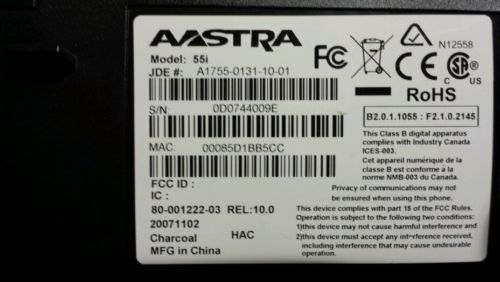 AASTRA
Model: 55i
JDE #: A1755-0131-10-01
S/N 0D0744009E
MAC: 00085D1BB5CC
FCC ID :
IC :
80-001222-03 REL:10.0
20071102
Charcoal HAC
MFG in China
FC
N12558
SA
C US
RoHS
B2.0.1.1055 : F2.1.0.2145
This Class B digital apparatus
complies with Industry Canada
ICES-003.
Cet appareil numérique de la
classe B est conforme à la
norme NMB-003 du Canada.
Privacy of communications may not
be ensured when using this phone.
This device complies with part 15 of the FCC Rules.
Operation is subject to the following two conditions:
1)this device may not cause harmful interference and
2)this device must accept any interference received,
including interference that may cause undesirable
operation.